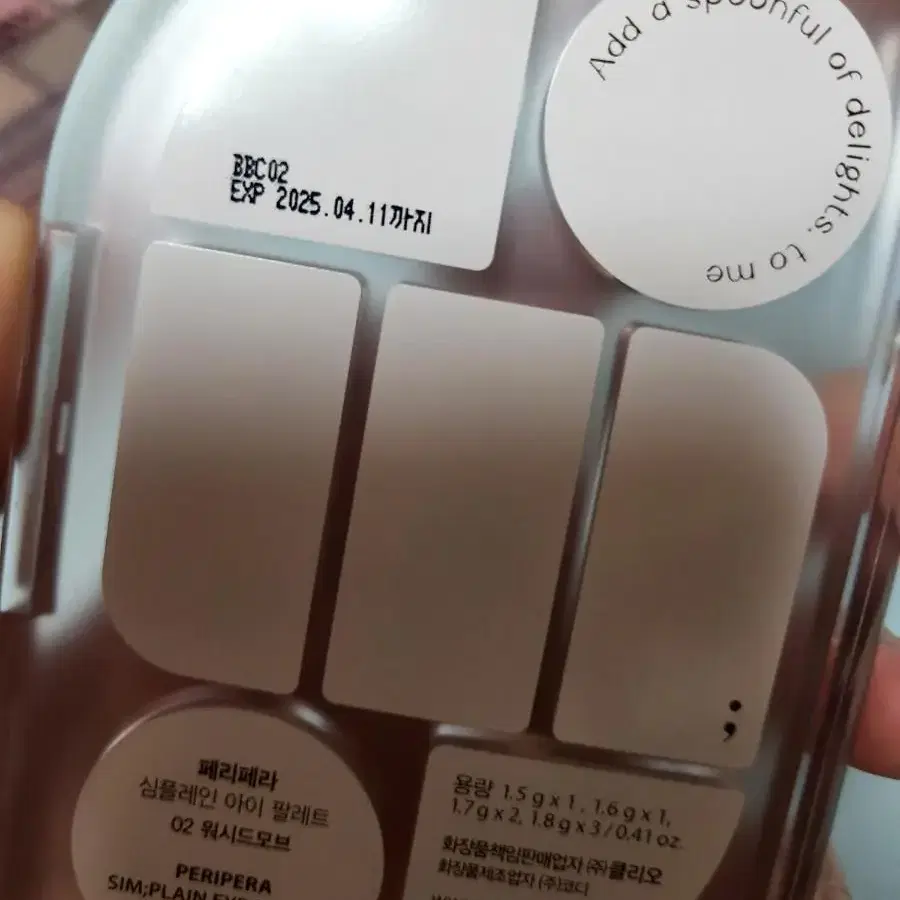 Add a spoonful of delights. to me
BBC02
EXP 2025.04.11까지
;
페리페라
심플레인 아이 팔레트
02 워시드모브
PERIPERA
SIM;PLAIN EYE
용량 1.5 g x 1, 1.6 g x 1,
1.7 g x 2, 1.8 g x 3 / 0.41 oz.
화장품책임판매업자 ㈜클리오
화장품제조업자 ㈜코디